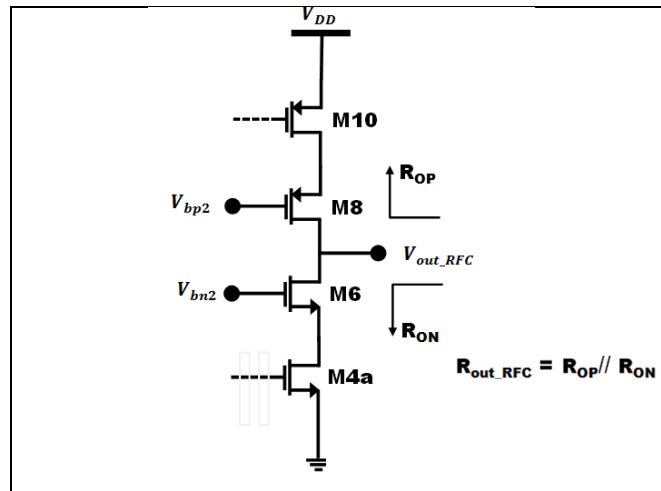 V_DD
M10
R_OP
V_bp2
M8
V_out_RFC
V_bn2
M6
R_ON
M4a
R_out_RFC = R_OP// R_ON